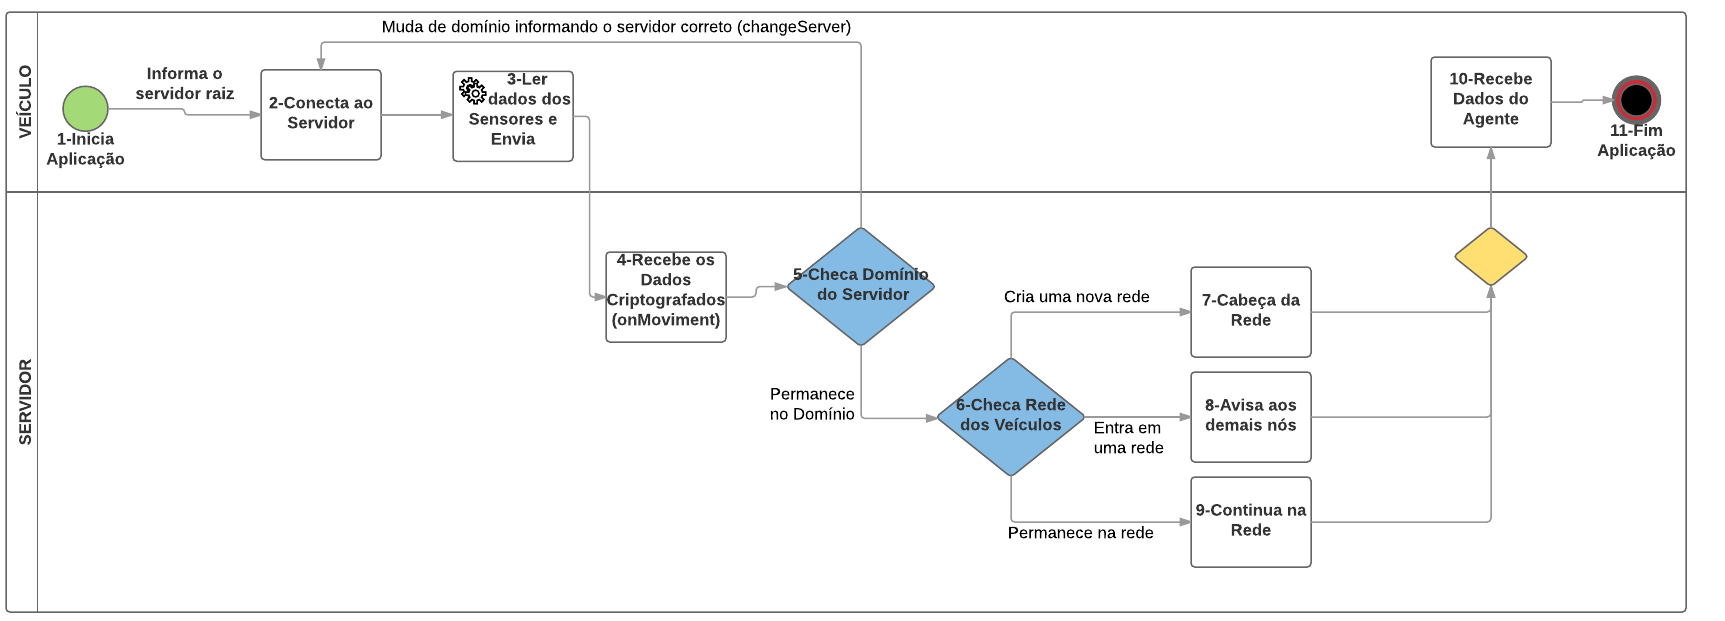 Muda de domínio informando o servidor correto (changeServer)
VEÍCULO
1-Inicia
Aplicação
Informa o
servidor raiz
2-Conecta ao
Servidor
3-Ler
dados dos
Sensores e
Envia
10-Recebe
Dados do
Agente
11-Fim
Aplicação
SERVIDOR
4-Recebe os
Dados
Criptografados
(onMoviment)
5-Checa Domínio
do Servidor
Permanece
no Domínio
6-Checa Rede
dos Veículos
Cria uma nova rede
7-Cabeça da
Rede
Entra em
uma rede
8-Avisa aos
demais nós
Permanece na rede
9-Continua na
Rede